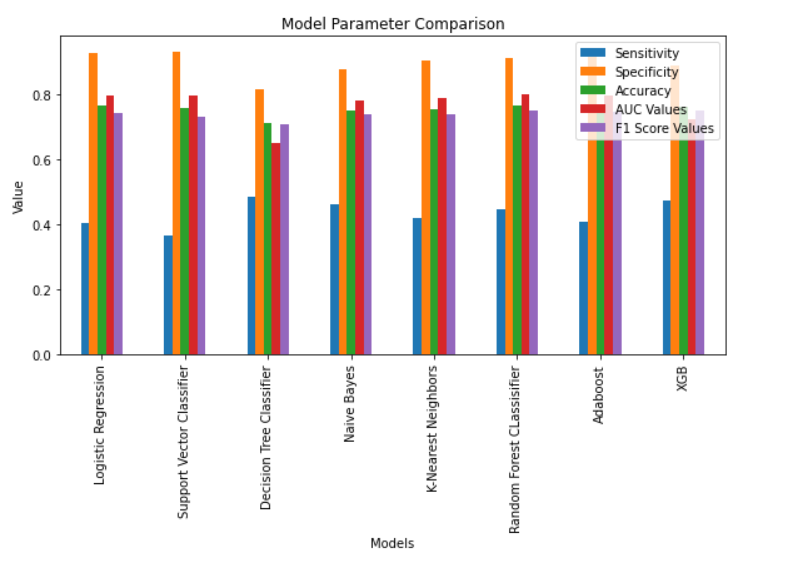 Model Parameter Comparison
Sensitivity
Specificity
Accuracy
AUC Values
F1 Score Values
Value
0.8
0.6
0.4
0.2
0.0
Logistic Regression
Support Vector Classifier
Decision Tree Classifier
Naive Bayes
K-Nearest Neighbors
Random Forest CLassisifier
Adaboost
XGB
Models